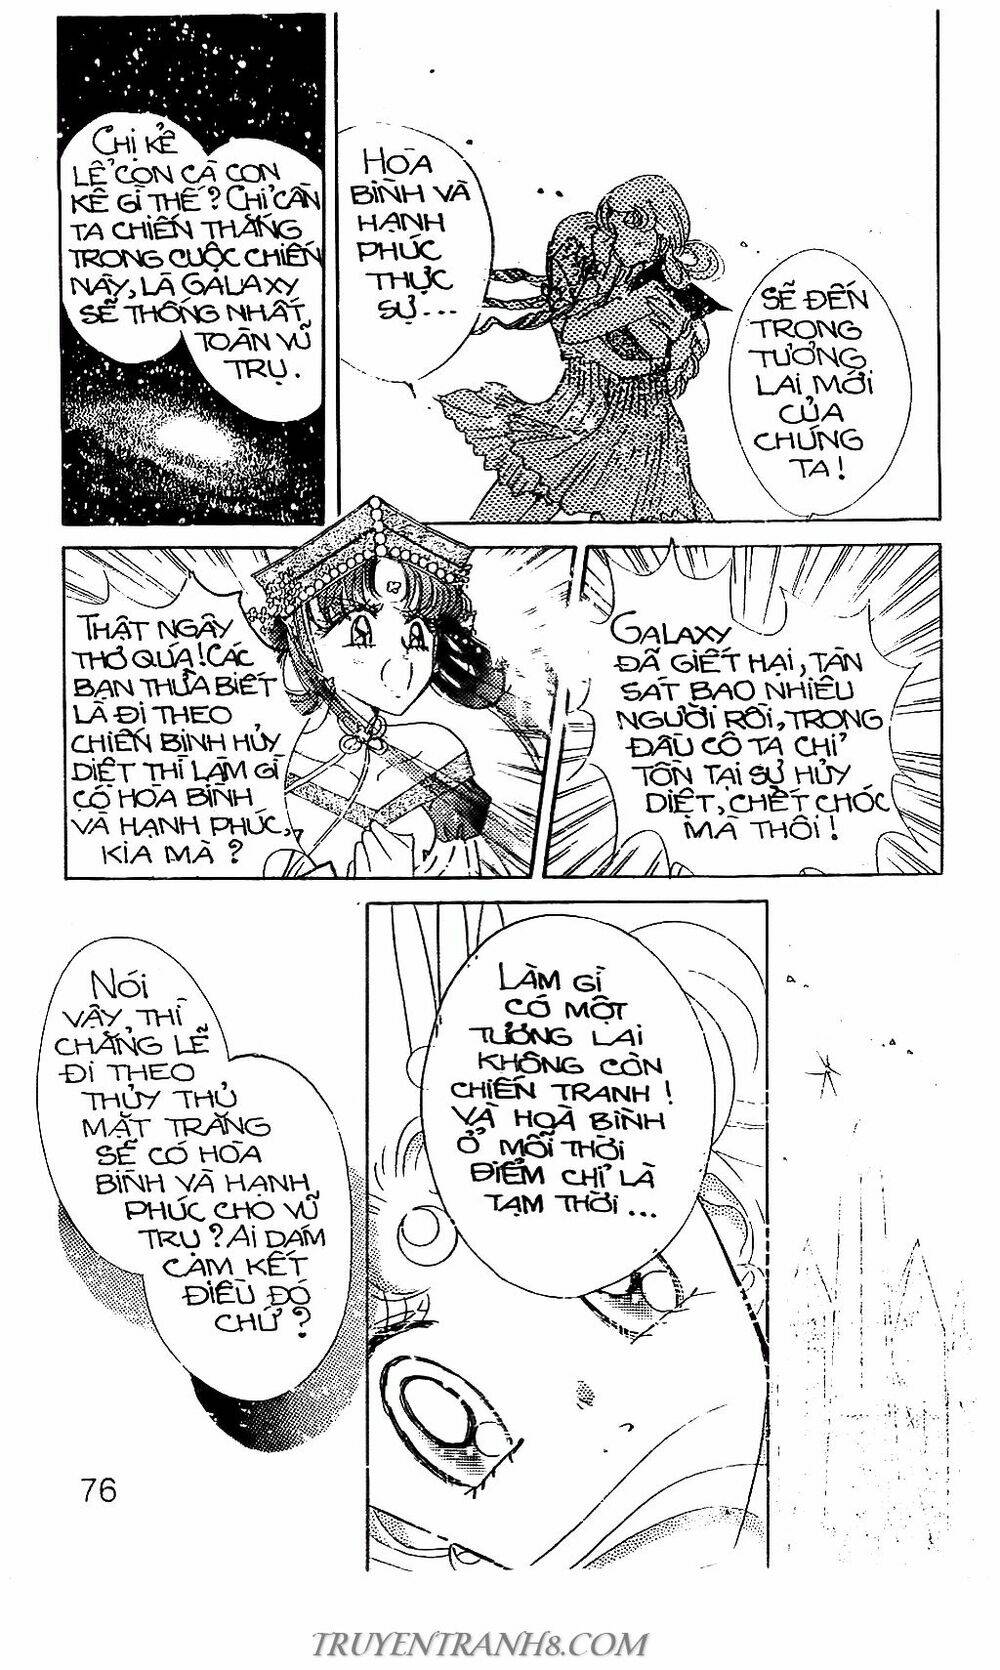 SẼ ĐẾN
TRONG
TƯƠNG
LAI MỚI
CỦA
CHÚNG
TA!
HÒA
BÌNH VÀ
HẠNH
PHÚC
THỰC
SỰ...
CHỊ KẺ
LỂ CON CÀ CON
KÊ GÌ THẾ? CHỈ CẦN
TA CHIẾN THẮNG
TRONG CUỘC CHIẾN
NÀY, LÀ GALAXY
SẼ THỐNG NHẤT
TOÀN VŨ
TRỤ.
GALAXY
ĐÃ GIẾT HẠI, TÀN
SÁT BAO NHIÊU
NGƯỜI RỒI, TRONG
ĐẦU CÔ TA CHỈ
TỒN TẠI SỰ HỦY
DIỆT, CHẾT CHÓC
MÀ THÔI!
THẬT NGÂY
THƠ QUÁ! CÁC
BẠN THỪA BIẾT
LÀ ĐI THEO
CHIẾN BINH HỦY
DIỆT THÌ LÀM GÌ
CÓ HÒA BÌNH
VÀ HẠNH PHÚC,
KIA MÀ?
LÀM GÌ
CÓ MỘT
TƯƠNG LAI
KHÔNG CÒN
CHIẾN TRANH!
VÀ HOÀ BÌNH
Ở MỖI THỜI
ĐIỂM CHỈ LÀ
TẠM THỜI...
NÓI
VẬY, THÌ
CHẲNG LẼ
ĐI THEO
THỦY THỦ
MẶT TRĂNG
SẼ CÓ HÒA
BÌNH VÀ HẠNH
PHÚC CHO VŨ
TRỤ? AI DÁM
CAM KẾT
ĐIỀU ĐÓ
CHỨ?
76
TRUYENTRANH8.COM